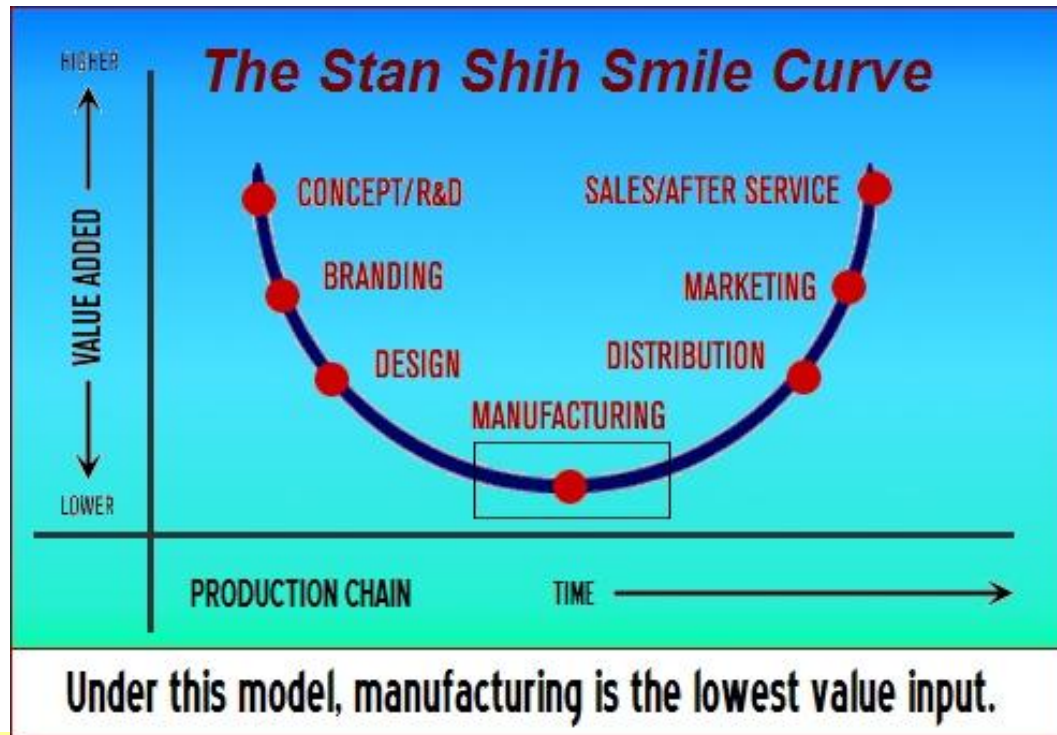 The Stan Shih Smile Curve
HIGHER
VALUE ADDED
LOWER
CONCEPT/R&D
BRANDING
DESIGN
MANUFACTURING
DISTRIBUTION
MARKETING
SALES/AFTER SERVICE
PRODUCTION CHAIN
TIME
Under this model, manufacturing is the lowest value input.